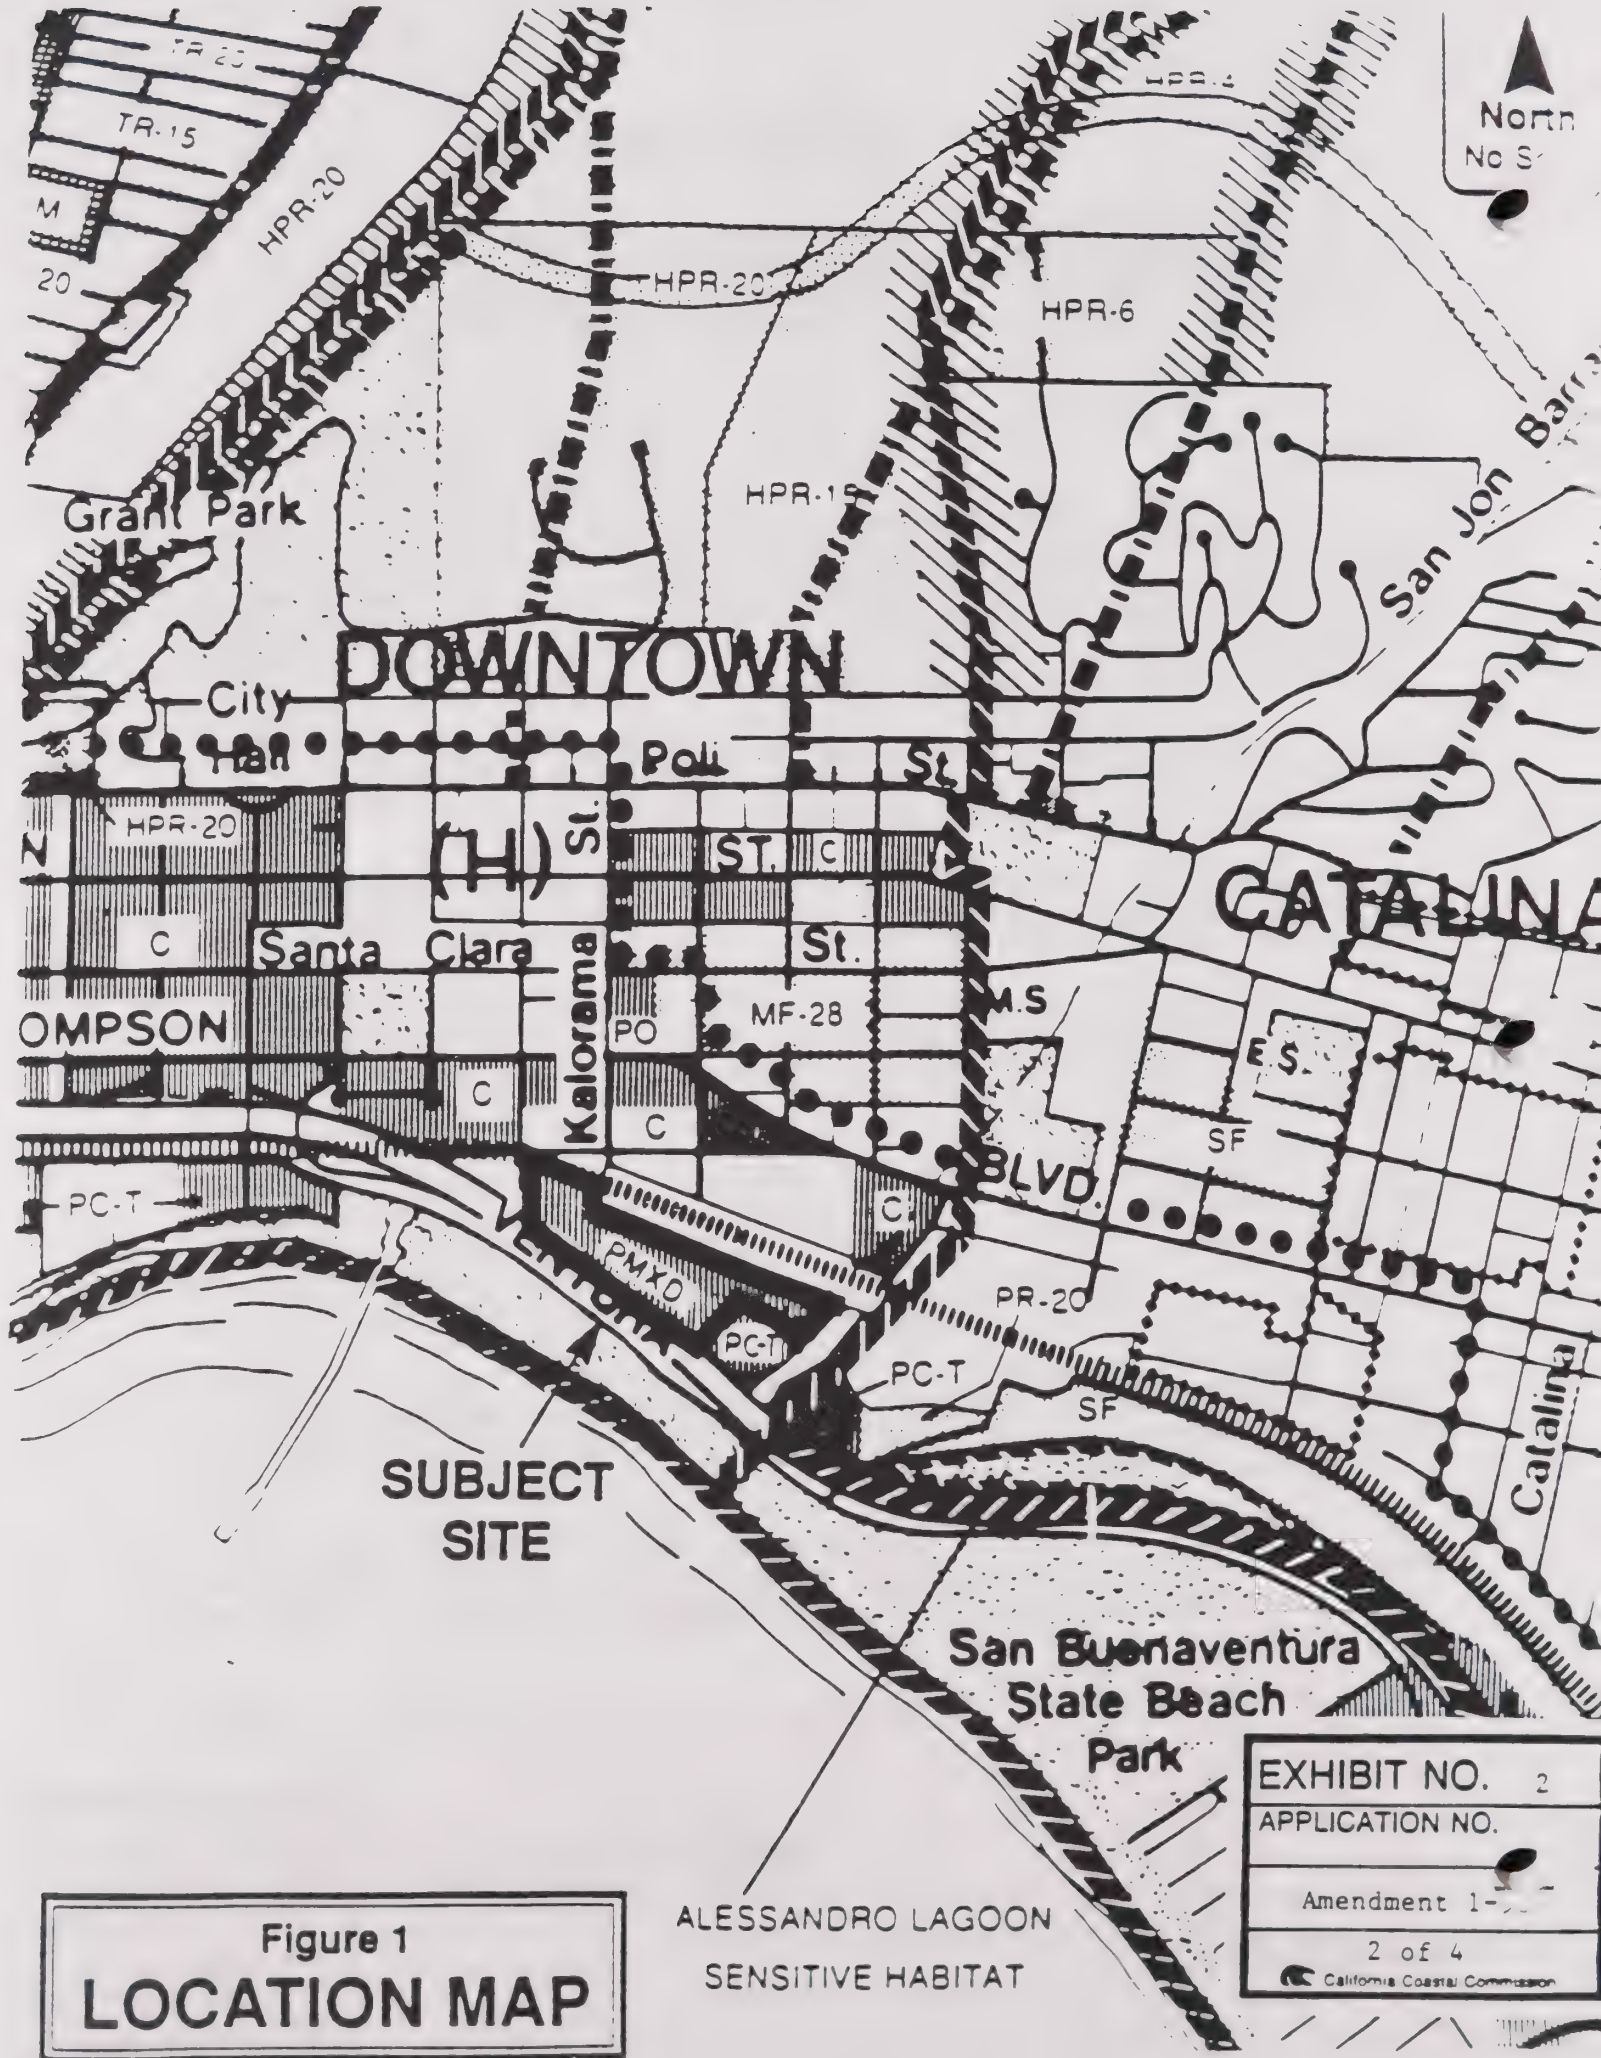 TR-15
HPR-4
North
M
HPR-20
20
HPR-20
HPR-6
HPR-15
Grant Park
San Jon
DOWNTOWN
City
Hall
Poli
St.
HPR-20
(H)
St.
ST.
C
CATALINA
C
Santa Clara
St.
Kalorama
OMPSON
PO
MF-28
M.S
E.S.
C
C
SF
BLVD.
PC-T
C
PMXD
PR-20
PC-T
PC-T
SF
Catalina
SUBJECT
SITE
San Buenaventura
State Beach
Park
EXHIBIT NO. 2
APPLICATION NO.
Amendment 1-
2 of 4
California Coastal Commission
ALESSANDRO LAGOON
SENSITIVE HABITAT
Figure 1
LOCATION MAP